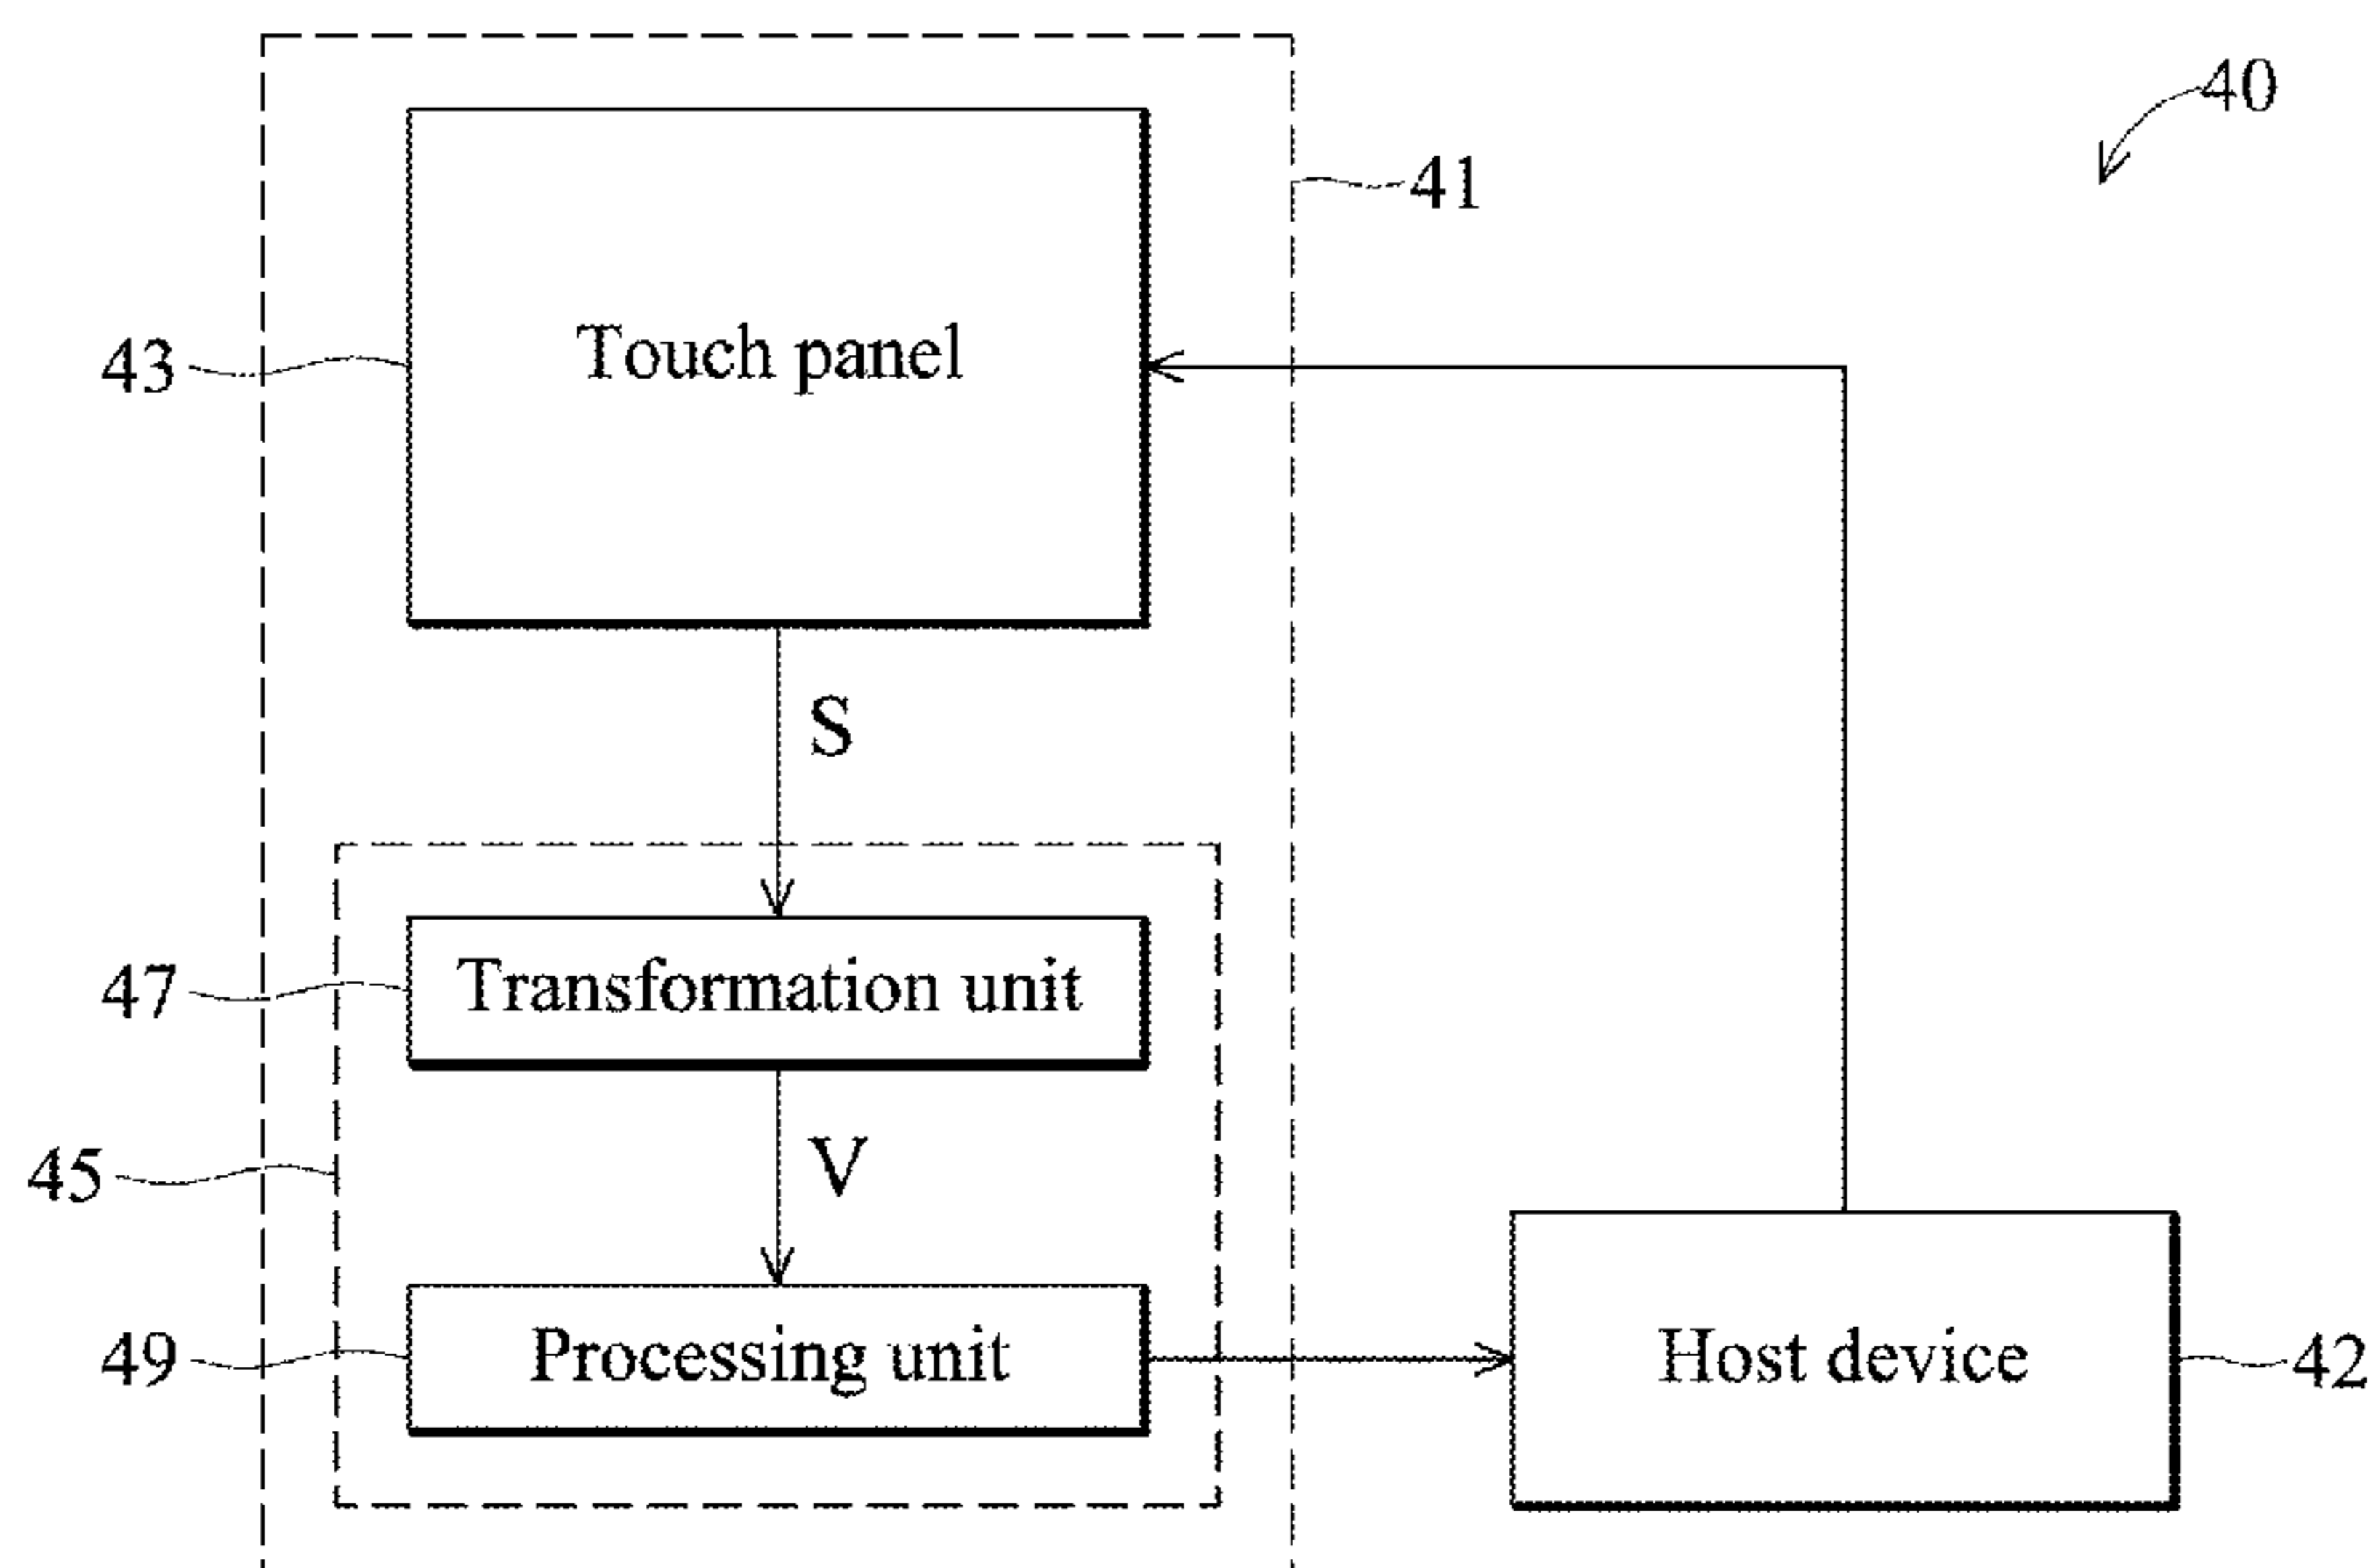 40
41
43
Touch panel
S
47
Transformation unit
45
V
49
Processing unit
Host device
42